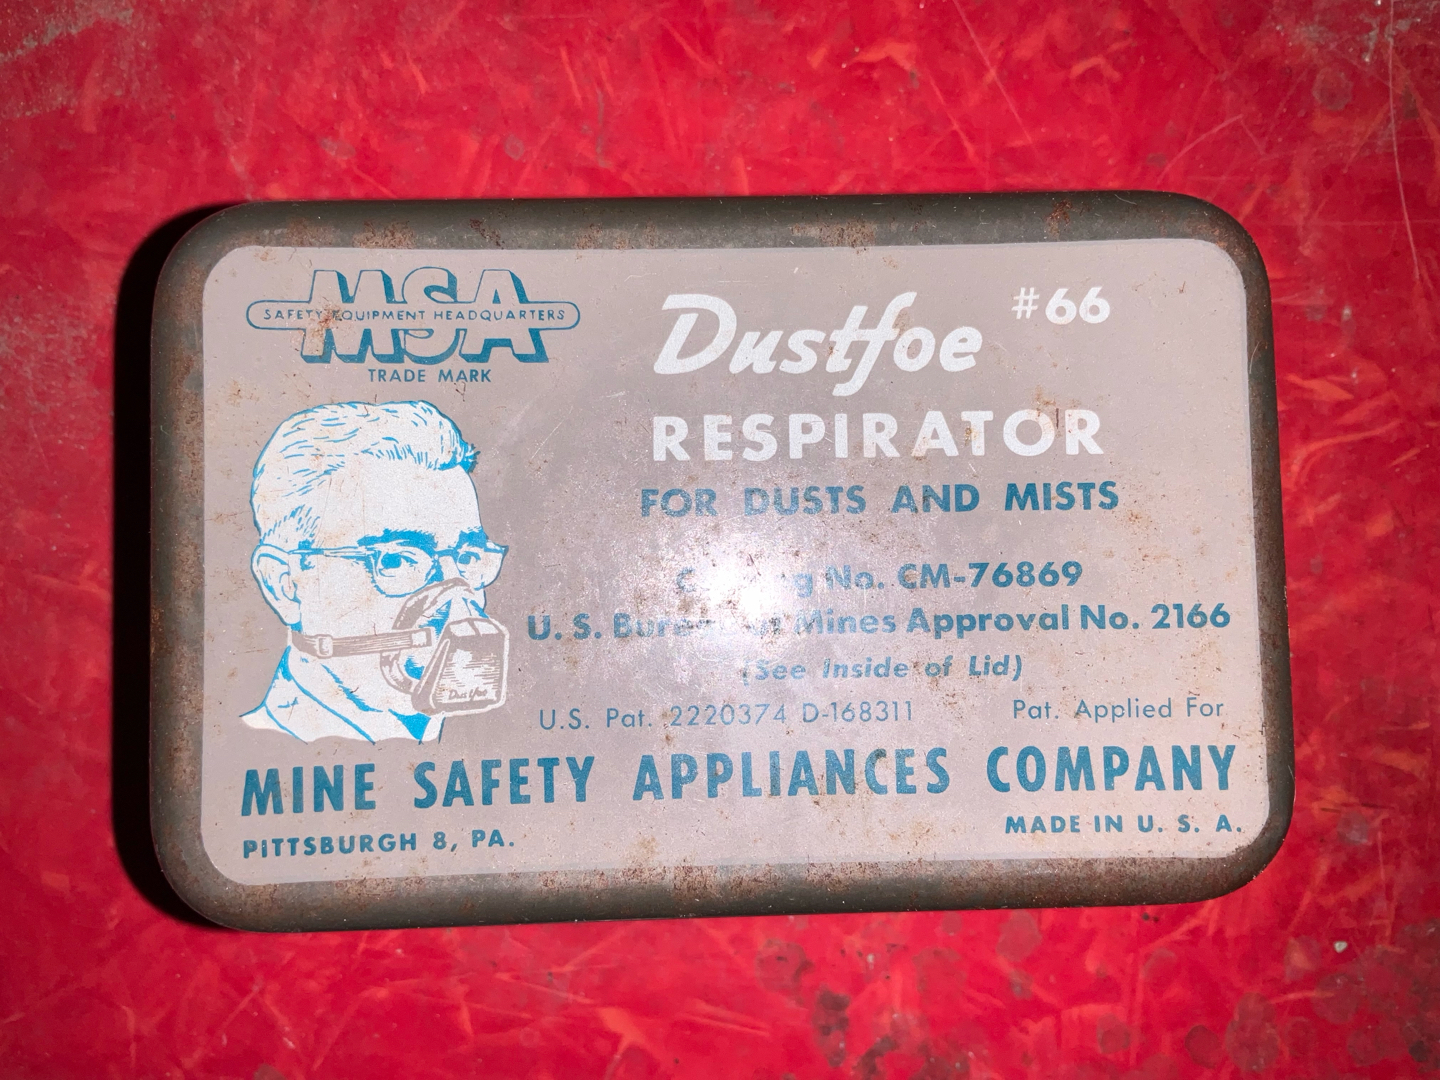 MSA
SAFETY EQUIPMENT HEADQUARTERS
TRADE MARK
Dustfoe #66
RESPIRATOR
FOR DUSTS AND MISTS
No. CM-76869
U. S. Mines Approval No. 2166
(See Inside of Lid)
Dustfoe
U.S. Pat. 2220374 D-168311 Pat. Applied For
MINE SAFETY APPLIANCES COMPANY
PITTSBURGH 8, PA. MADE IN U. S. A.